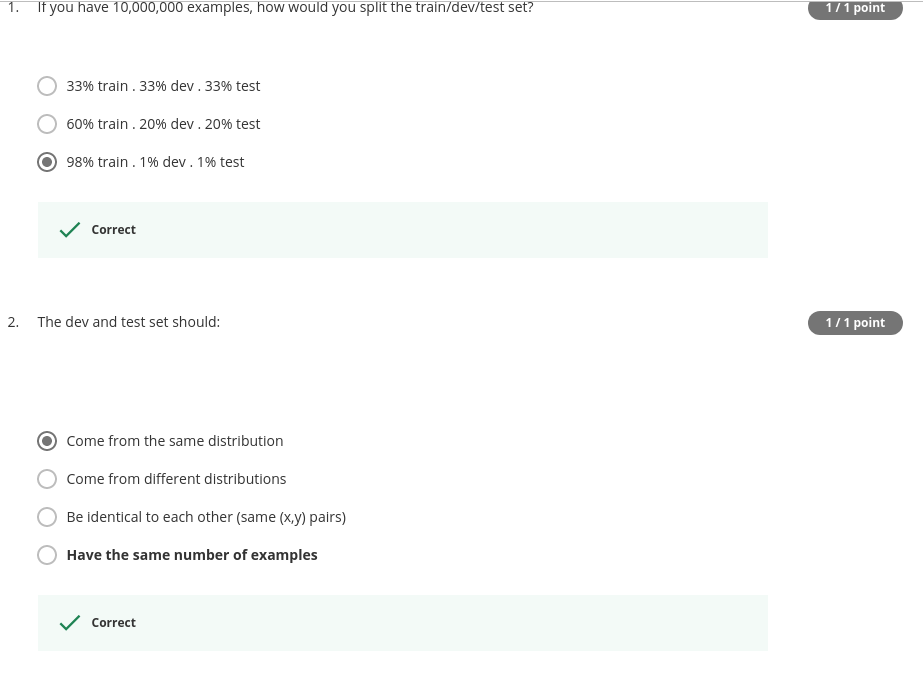 1. If you have 10,000,000 examples, how would you split the train/dev/test set?
1 / 1 point
33% train . 33% dev . 33% test
60% train . 20% dev . 20% test
98% train . 1% dev . 1% test
Correct
2. The dev and test set should:
1 / 1 point
Come from the same distribution
Come from different distributions
Be identical to each other (same (x,y) pairs)
Have the same number of examples
Correct